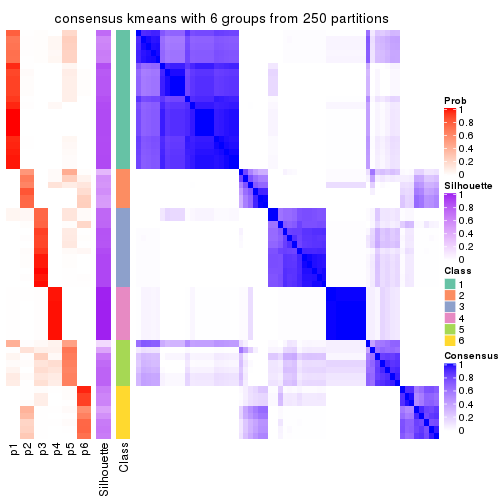 consensus kmeans with 6 groups from 250 partitions
Prob
1
0.8
0.6
0.4
0.2
0
Silhouette
1
0.8
0.6
0.4
0.2
0
Class
1
2
3
4
5
6
Consensus
1
0.8
0.6
0.4
0.2
0
p1
p2
p3
p4
p5
p6
Silhouette
Class